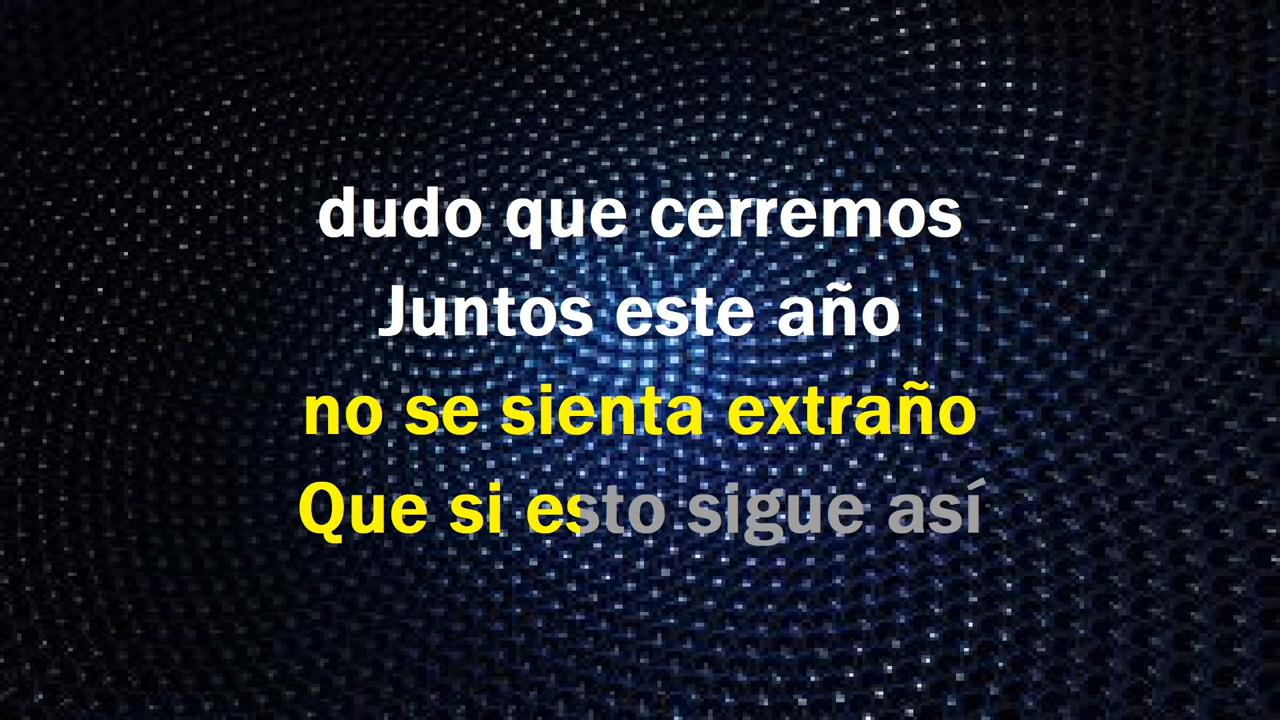 dudo que cerremos
Juntos este año
no se sienta extraño
Que si esto sigue así